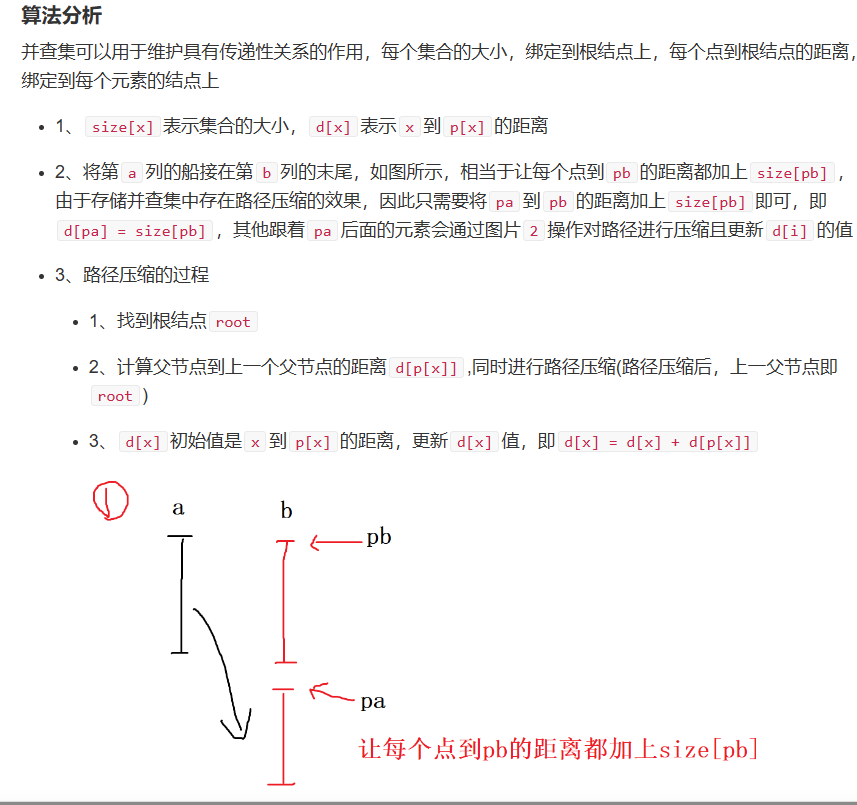 算法分析
并查集可以用于维护具有传递性关系的作用，每个集合的大小，绑定到根结点上，每个点到根结点的距离，
绑定到每个元素的结点上
1、 size[x] 表示集合的大小， d[x] 表示 x 到 p[x] 的距离
2、将第 a 列的船接在第 b 列的末尾，如图所示，相当于让每个点到 pb 的距离都加上 size[pb] ，
由于存储并查集中存在路径压缩的效果，因此只需要将 pa 到 pb 的距离加上 size[pb] 即可，即
d[pa] = size[pb] ，其他跟着 pa 后面的元素会通过图片 2 操作对路径进行压缩且更新 d[i] 的值
3、路径压缩的过程
1、找到根结点 root
2、计算父节点到上一个父节点的距离 d[p[x]] ,同时进行路径压缩(路径压缩后，上一父节点即
root )
3、 d[x] 初始值是 x 到 p[x] 的距离，更新 d[x] 值，即 d[x] = d[x] + d[p[x]]
① a b
pb
pa
让每个点到pb的距离都加上size[pb]